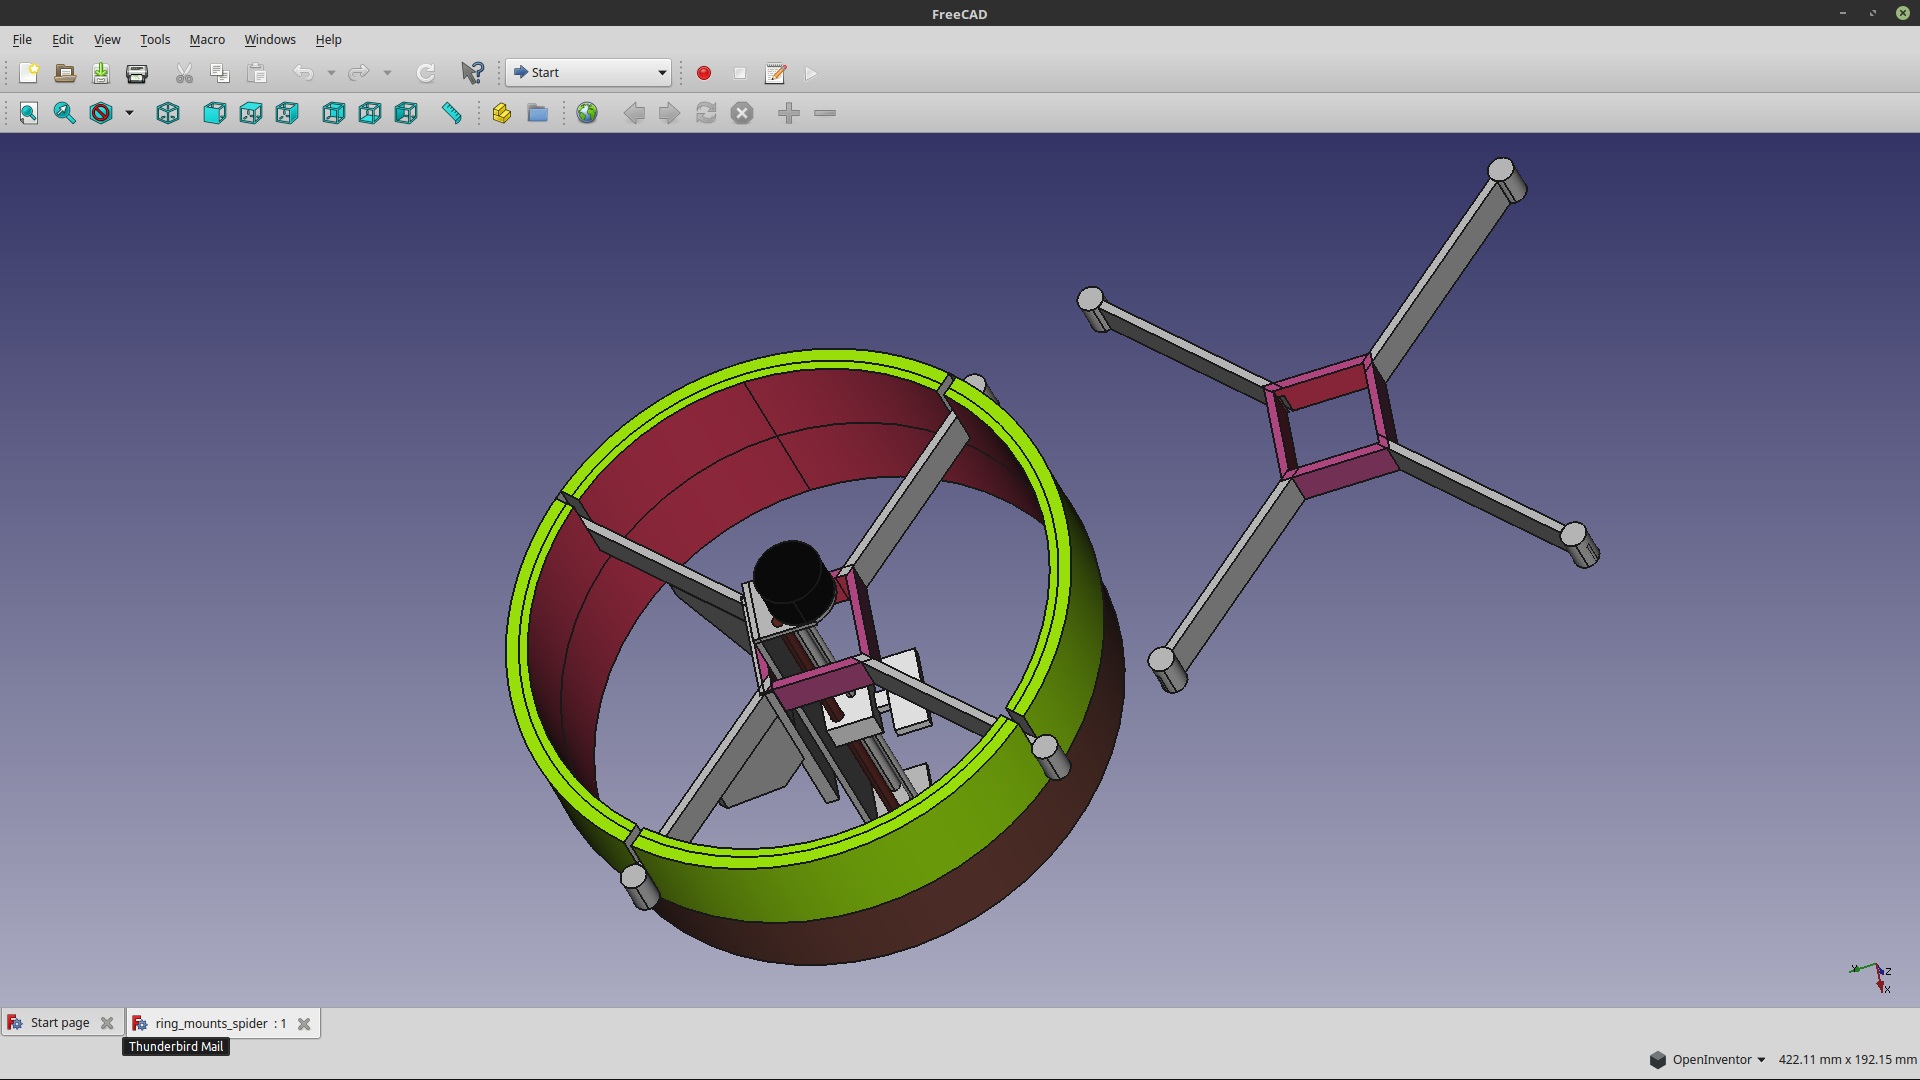 FreeCAD
File Edit View Tools Macro Windows Help
Start
Y Z
X
Start page ring_mounts_spider : 1
Thunderbird Mail
OpenInventor 422.11 mm x 192.15 mm